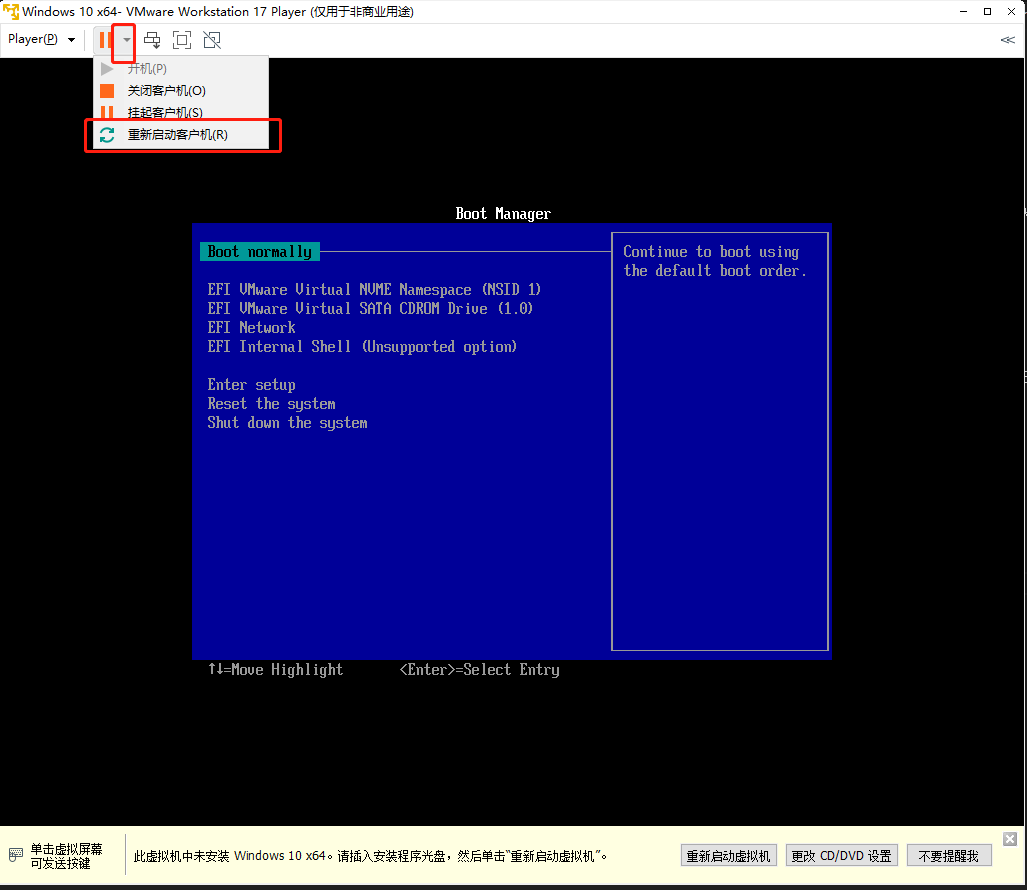 Windows 10 x64- VMware Workstation 17 Player (仅用于非商业用途)
Player(P)
开机(P)
关闭客户机(O)
挂起客户机(S)
重新启动客户机(R)
Boot Manager
Boot normally
EFI VMware Virtual NVME Namespace (NSID 1)
EFI VMware Virtual SATA CDROM Drive (1.0)
EFI Network
EFI Internal Shell (Unsupported option)
Enter setup
Reset the system
Shut down the system
Continue to boot using
the default boot order.
↑↓=Move Highlight <Enter>=Select Entry
单击虚拟屏幕
可发送按键
此虚拟机中未安装 Windows 10 x64。请插入安装程序光盘，然后单击“重新启动虚拟机”。
重新启动虚拟机 更改 CD/DVD 设置 不要提醒我